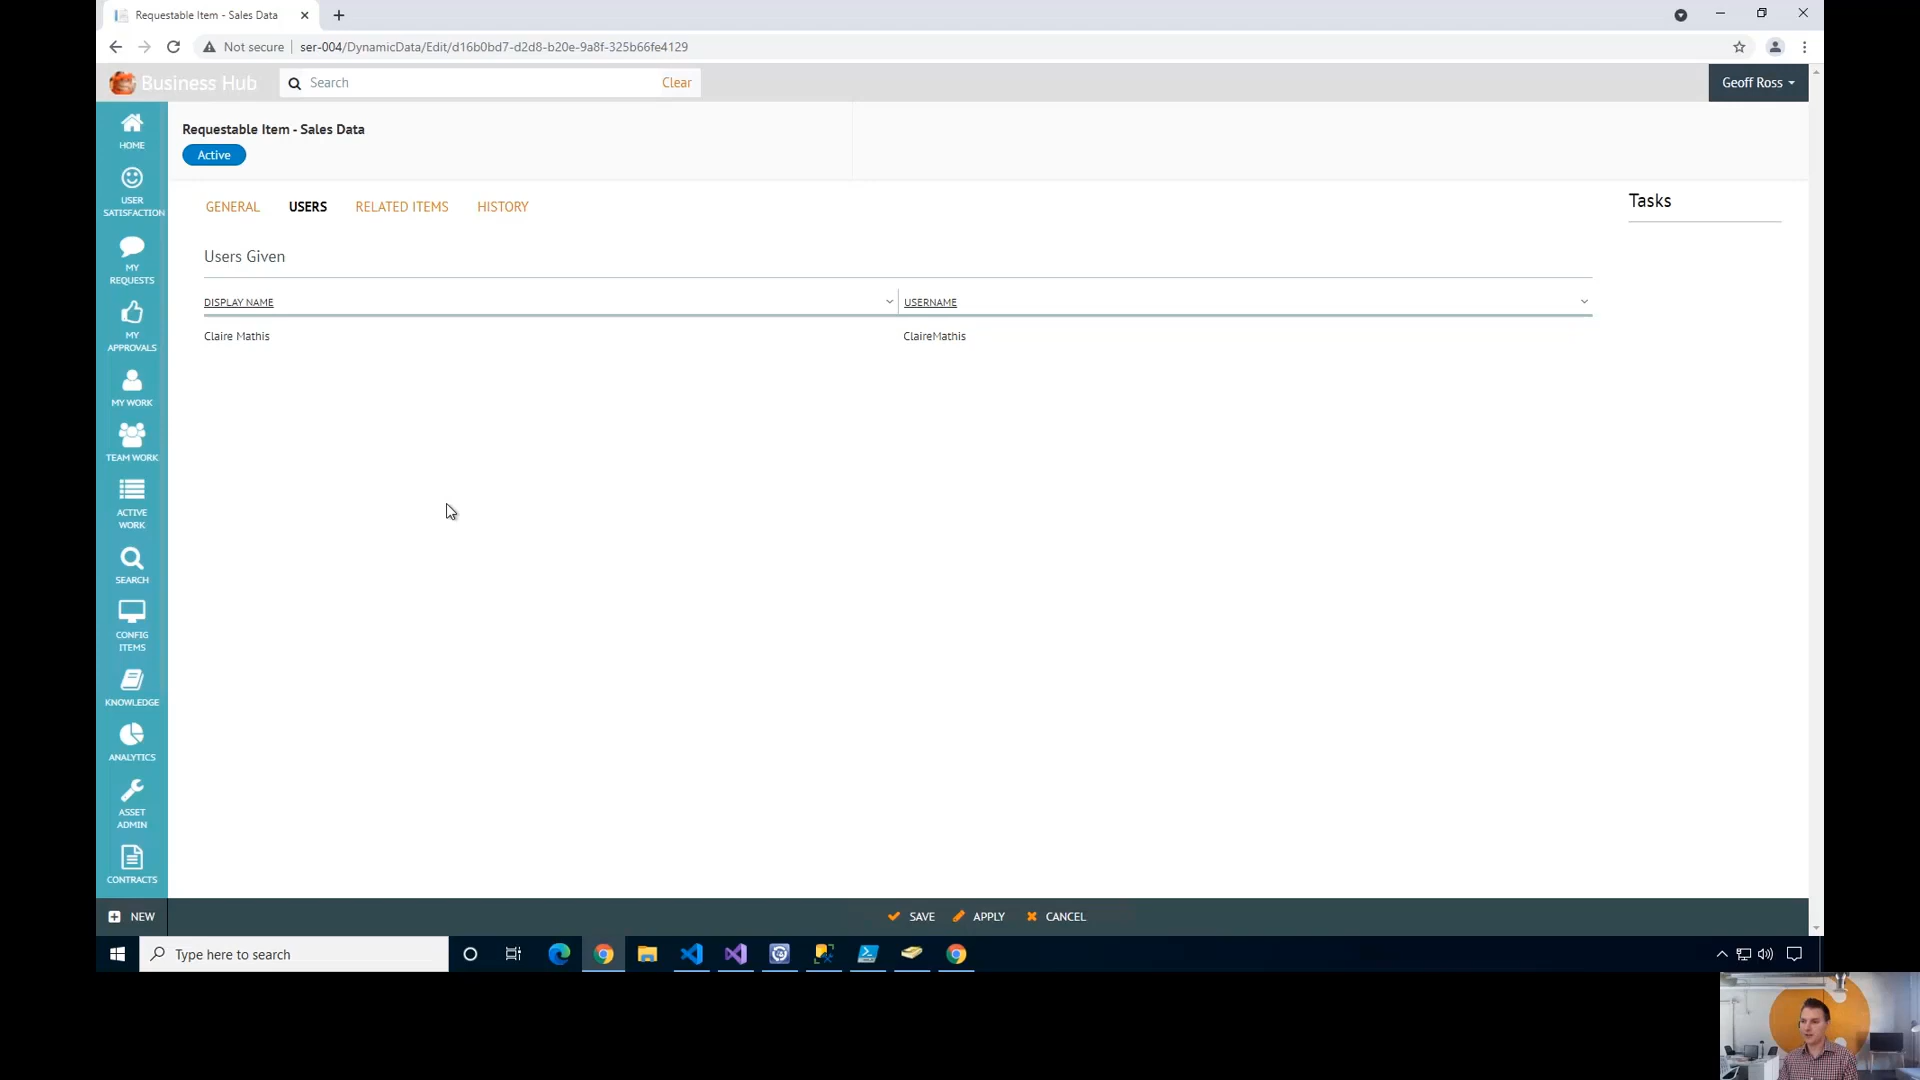 Requestable Item - Sales Data
Not secure
ser-004/DynamicData/Edit/d16b0bd7-d2d8-b20e-9a8f-325b66fe4129
Business Hub
Search
Clear
Geoff Ross
HOME
USER
SATISFACTION
MY
REQUESTS
MY
APPROVALS
MY WORK
TEAM WORK
ACTIVE
WORK
SEARCH
CONFIG
ITEMS
KNOWLEDGE
ANALYTICS
ASSET
ADMIN
CONTRACTS
NEW
Requestable Item - Sales Data
Active
GENERAL USERS RELATED ITEMS HISTORY
Users Given
DISPLAY NAME USERNAME
Claire Mathis ClaireMathis
Tasks
SAVE APPLY CANCEL
Type here to search